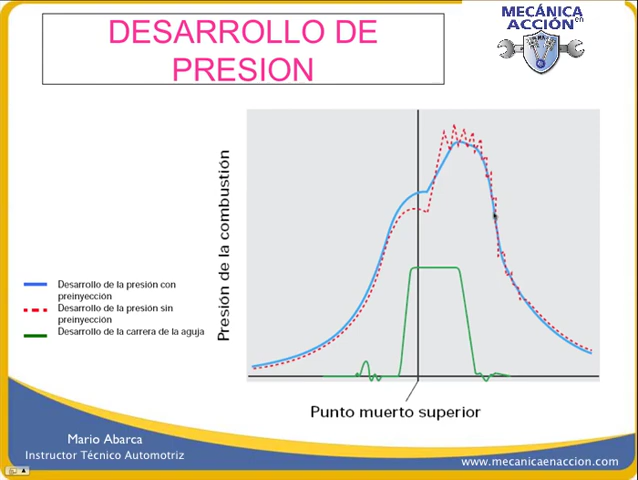 DESARROLLO DE
PRESION
MECÁNICA
en
ACCIÓN
Presión de la combustión
Desarrollo de la presión con
preinyección
Desarrollo de la presión sin
preinyección
Desarrollo de la carrera de la aguja
Punto muerto superior
Mario Abarca
Instructor Técnico Automotriz
www.mecanicaenaccion.com